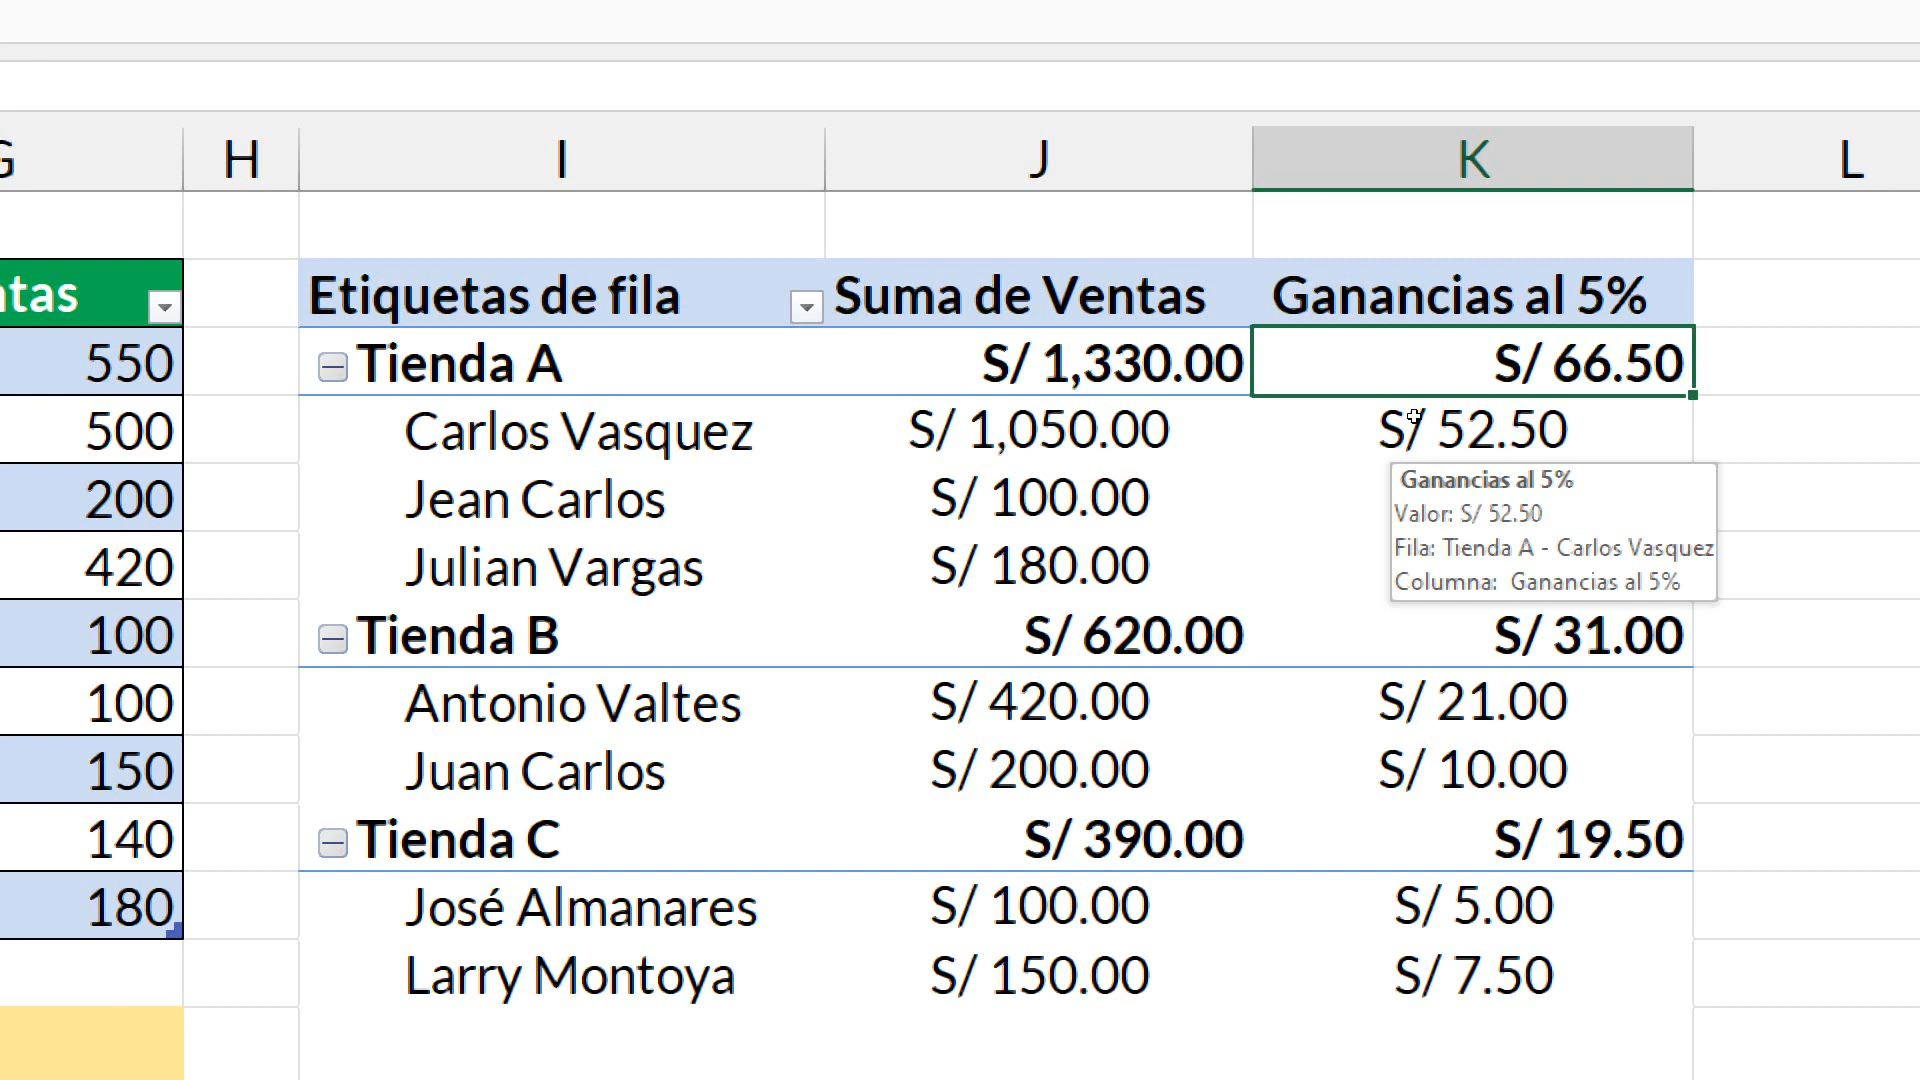 G H I J K L
ntas Etiquetas de fila Suma de Ventas Ganancias al 5%
550 Tienda A S/ 1,330.00 S/ 66.50
500 Carlos Vasquez S/ 1,050.00 S/ 52.50
200 Jean Carlos S/ 100.00
420 Julian Vargas S/ 180.00
Ganancias al 5%
Valor: S/ 52.50
Fila: Tienda A - Carlos Vasquez
Columna: Ganancias al 5%
100 Tienda B S/ 620.00 S/ 31.00
100 Antonio Valtes S/ 420.00 S/ 21.00
150 Juan Carlos S/ 200.00 S/ 10.00
140 Tienda C S/ 390.00 S/ 19.50
180 José Almanares S/ 100.00 S/ 5.00
Larry Montoya S/ 150.00 S/ 7.50